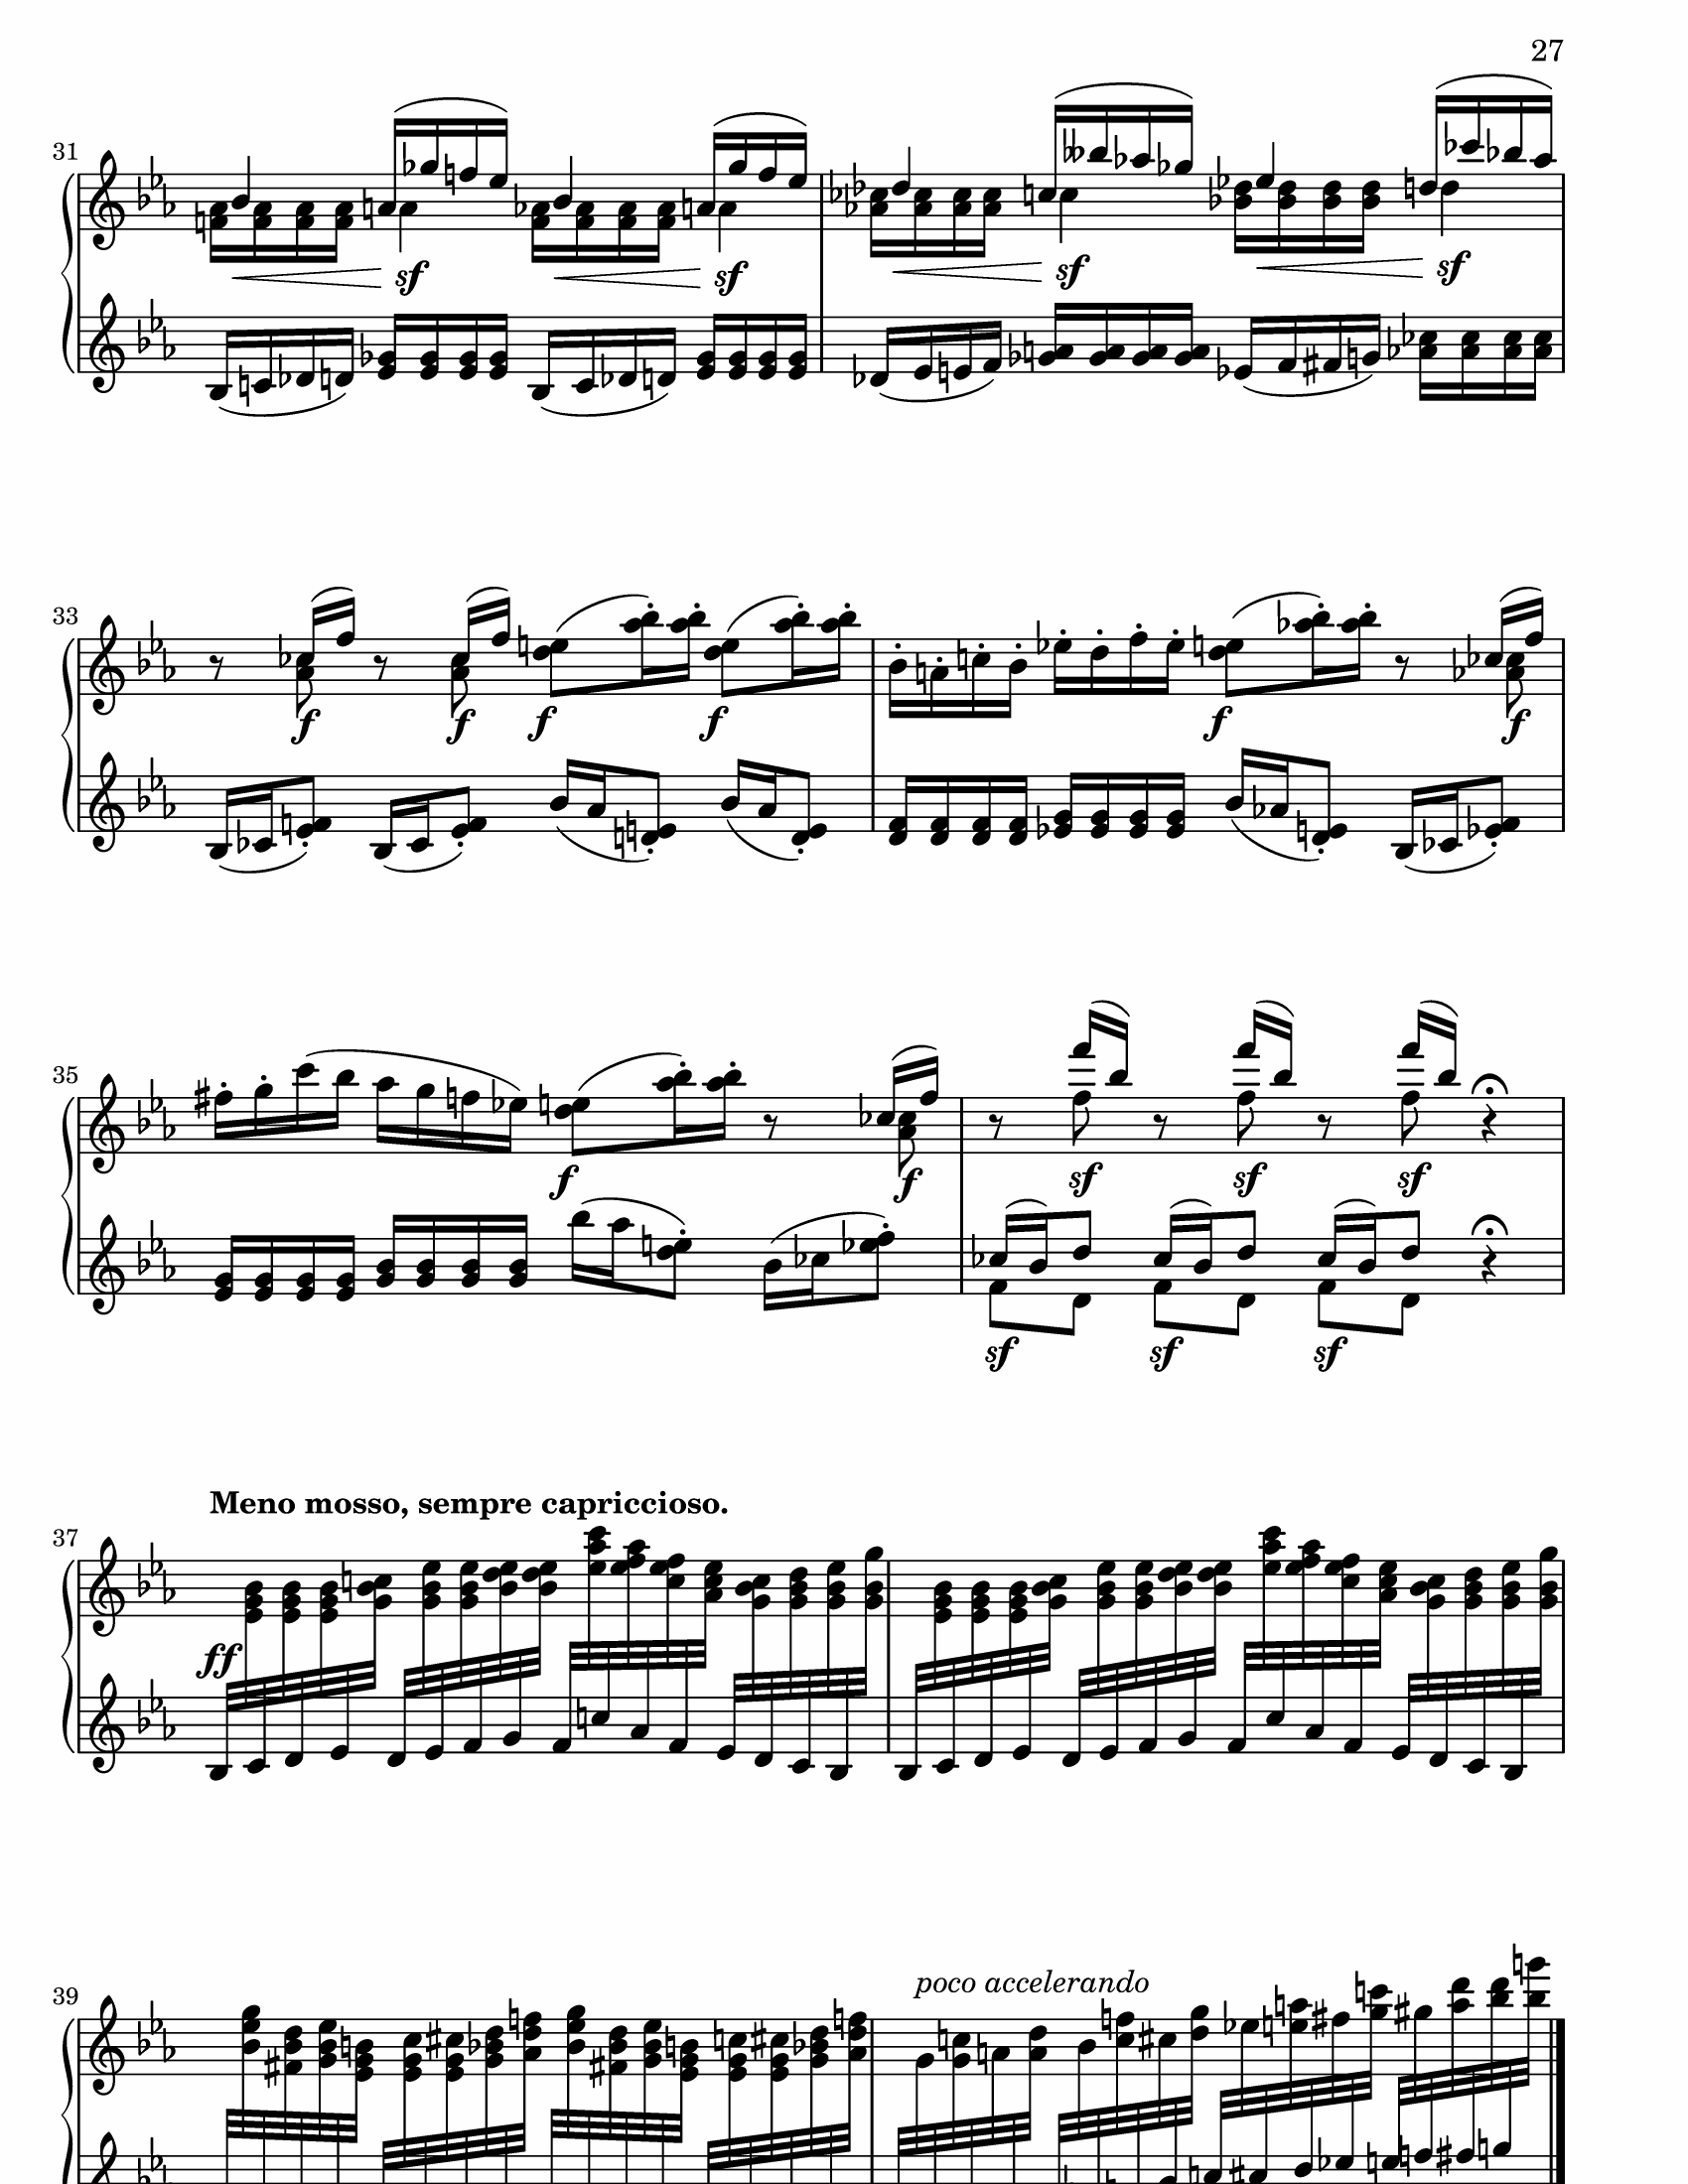 27
31
sf sf sf sf
33
f f f f f f
35
f f sf sf sf
sf sf sf
Meno mosso, sempre capriccioso.
37
ff
poco accelerando
39